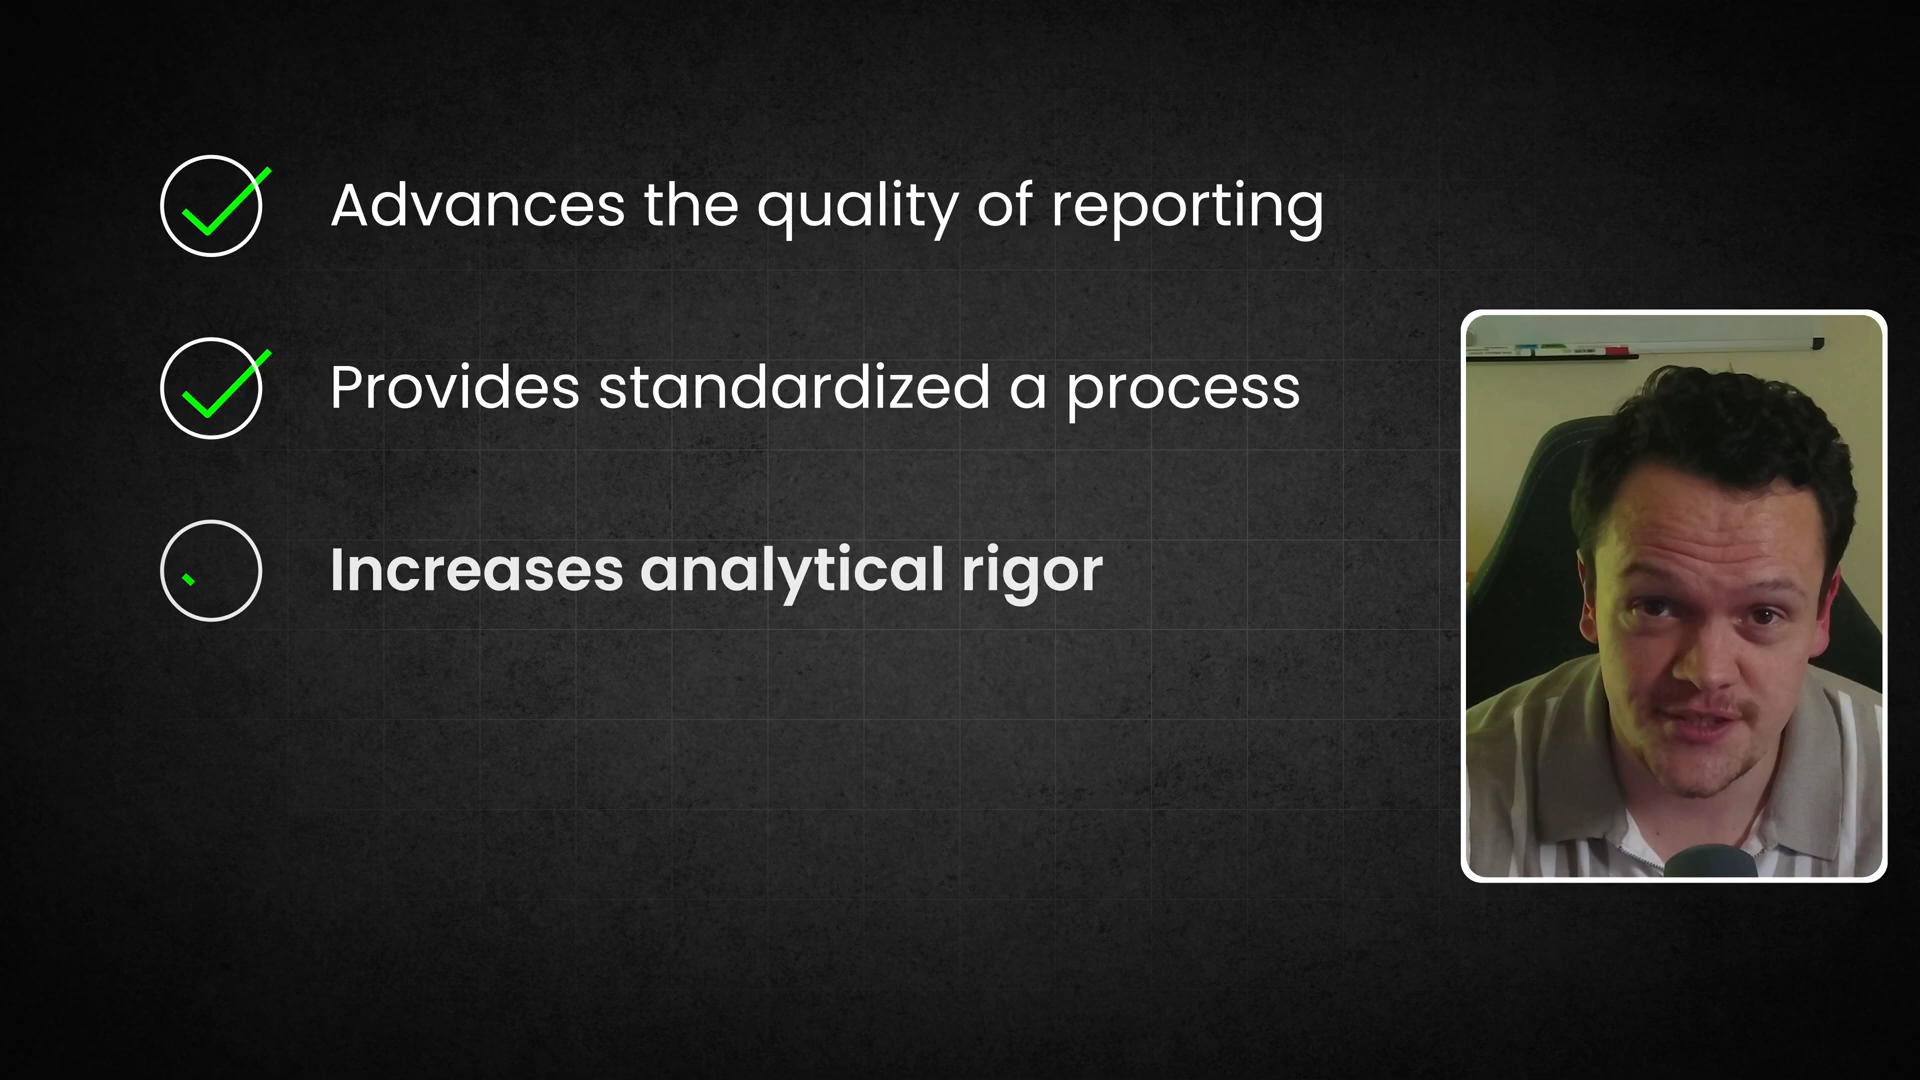 Advances the quality of reporting
Provides standardized a process
Increases analytical rigor